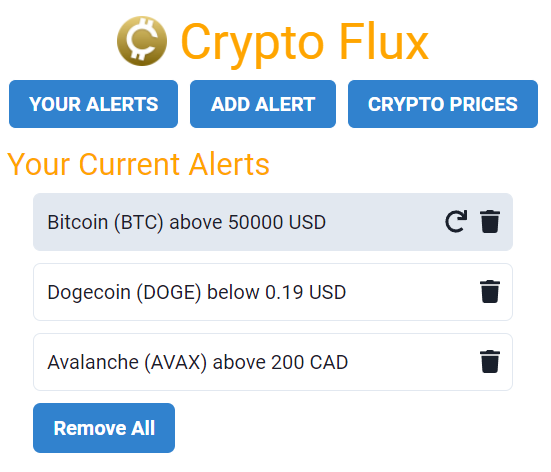 Crypto Flux
YOUR ALERTS ADD ALERT CRYPTO PRICES
Your Current Alerts
Bitcoin (BTC) above 50000 USD
Dogecoin (DOGE) below 0.19 USD
Avalanche (AVAX) above 200 CAD
Remove All